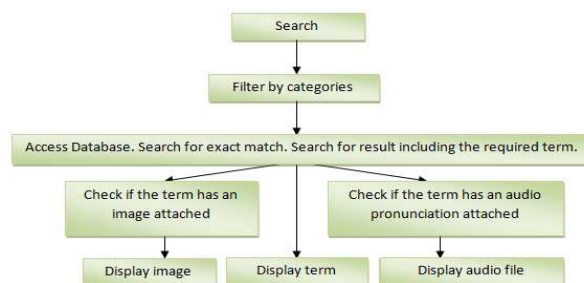 Search
Filter by categories
Access Database. Search for exact match. Search for result including the required term.
Check if the term has an
image attached
Check if the term has an audio
pronunciation attached
Display image
Display term
Display audio file